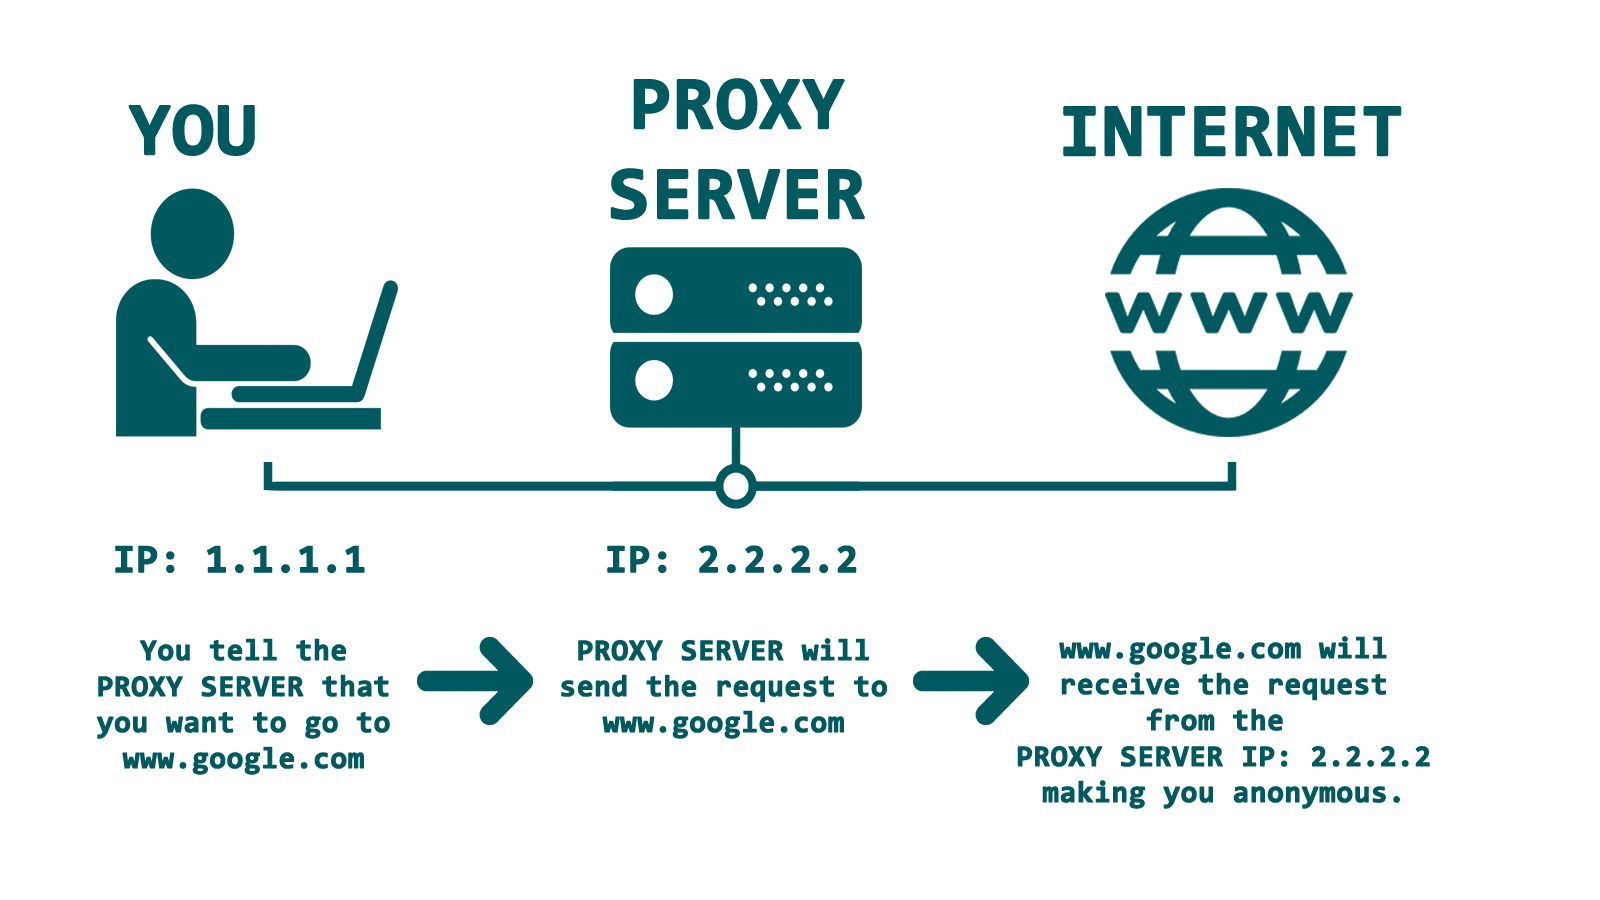 YOU
PROXY
SERVER
INTERNET
www
IP: 1.1.1.1
IP: 2.2.2.2
You tell the
PROXY SERVER that
you want to go to
www.google.com
PROXY SERVER will
send the request to
www.google.com
www.google.com will
receive the request
from the
PROXY SERVER IP: 2.2.2.2
making you anonymous.